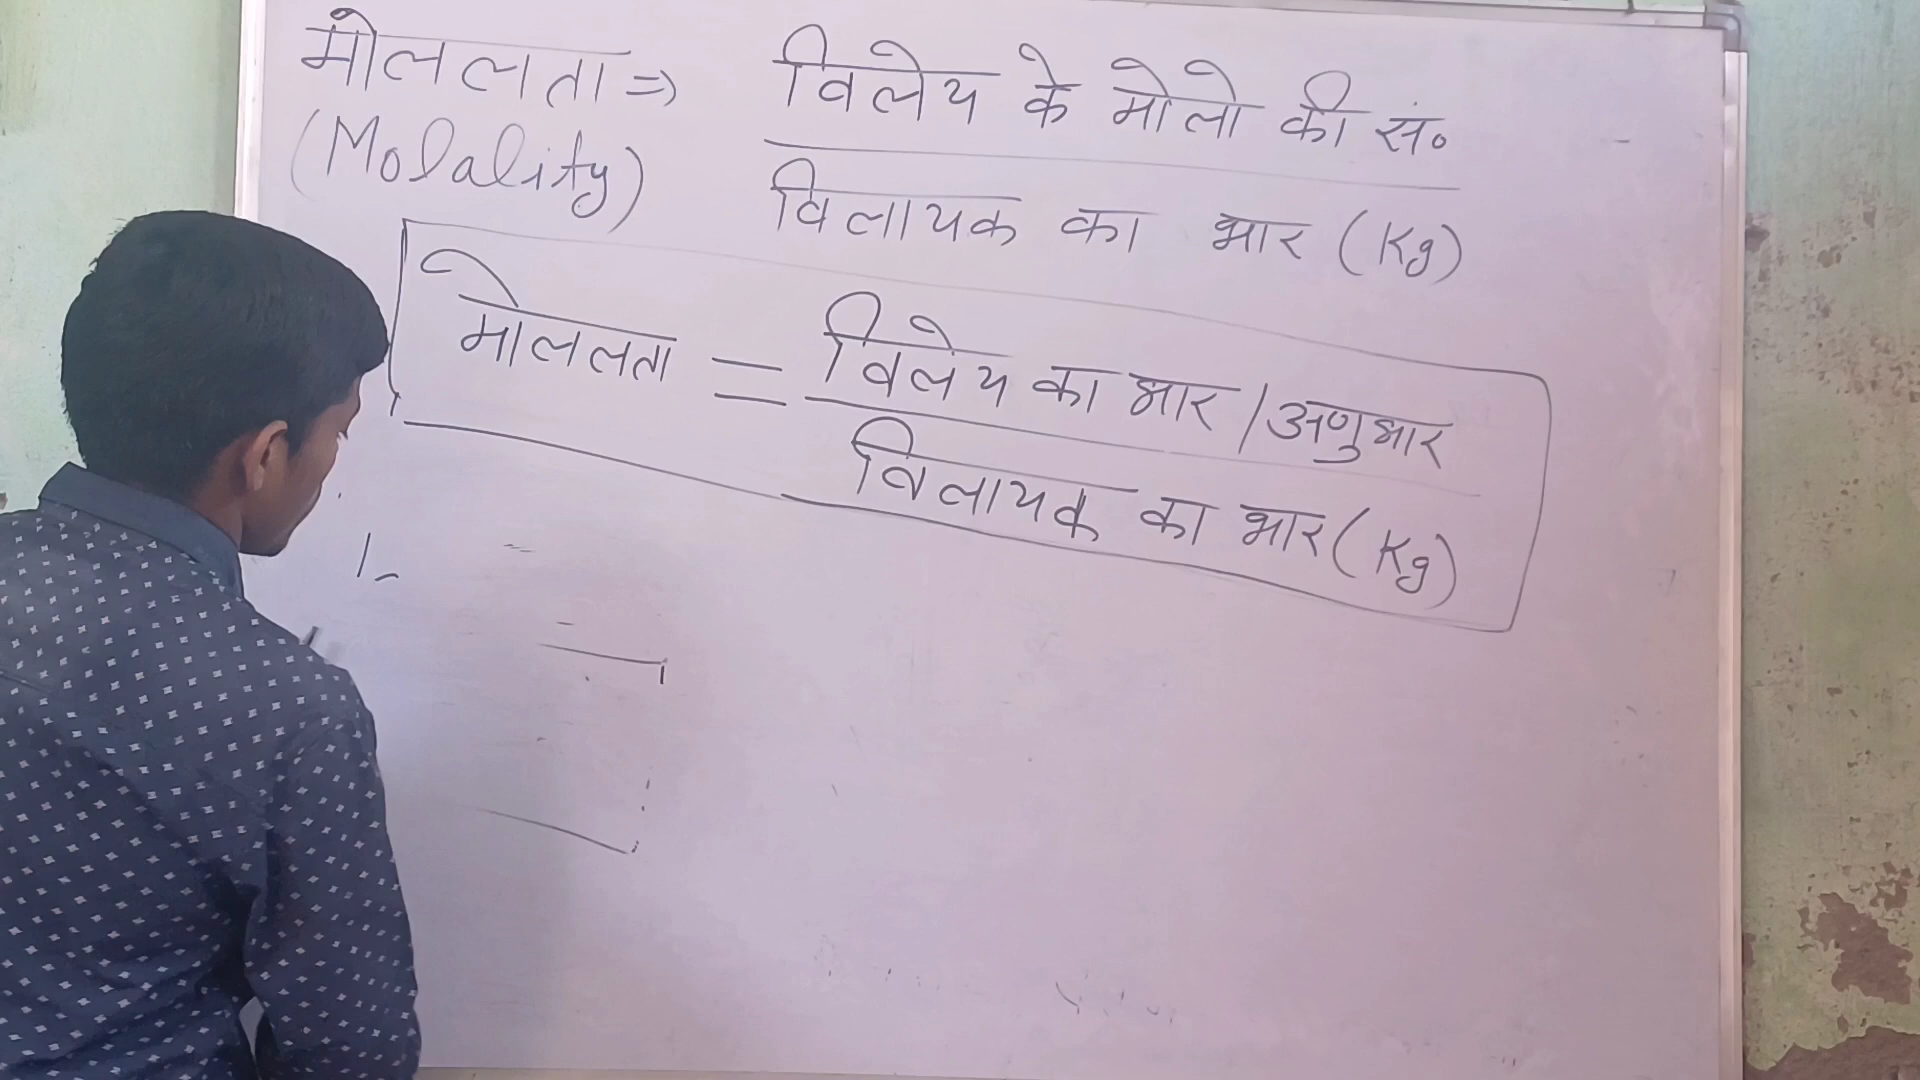 मोललता => विलेय के मोलो की सं॰
(Molality) विलायक का भार (Kg)
मोललता = विलेय का भार / अणुभार
विलायक का भार (Kg)